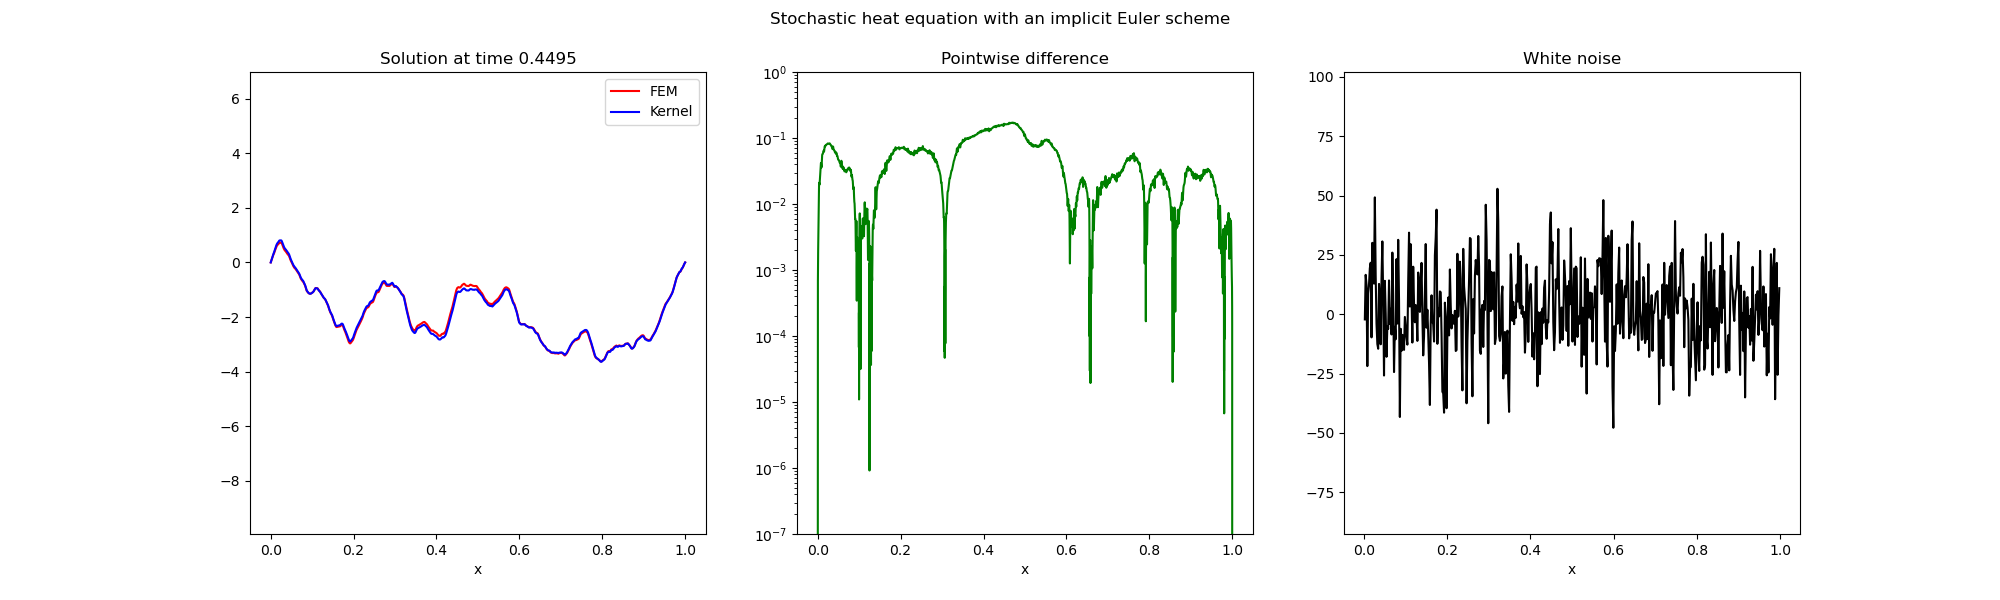 Stochastic heat equation with an implicit Euler scheme
Solution at time 0.4495
6
4
2
0
−2
−4
−6
−8
0.0 0.2 0.4 0.6 0.8 1.0
x
FEM
Kernel
Pointwise difference
10⁰
10⁻¹
10⁻²
10⁻³
10⁻⁴
10⁻⁵
10⁻⁶
10⁻⁷
0.0 0.2 0.4 0.6 0.8 1.0
x
White noise
100
75
50
25
0
−25
−50
−75
0.0 0.2 0.4 0.6 0.8 1.0
x